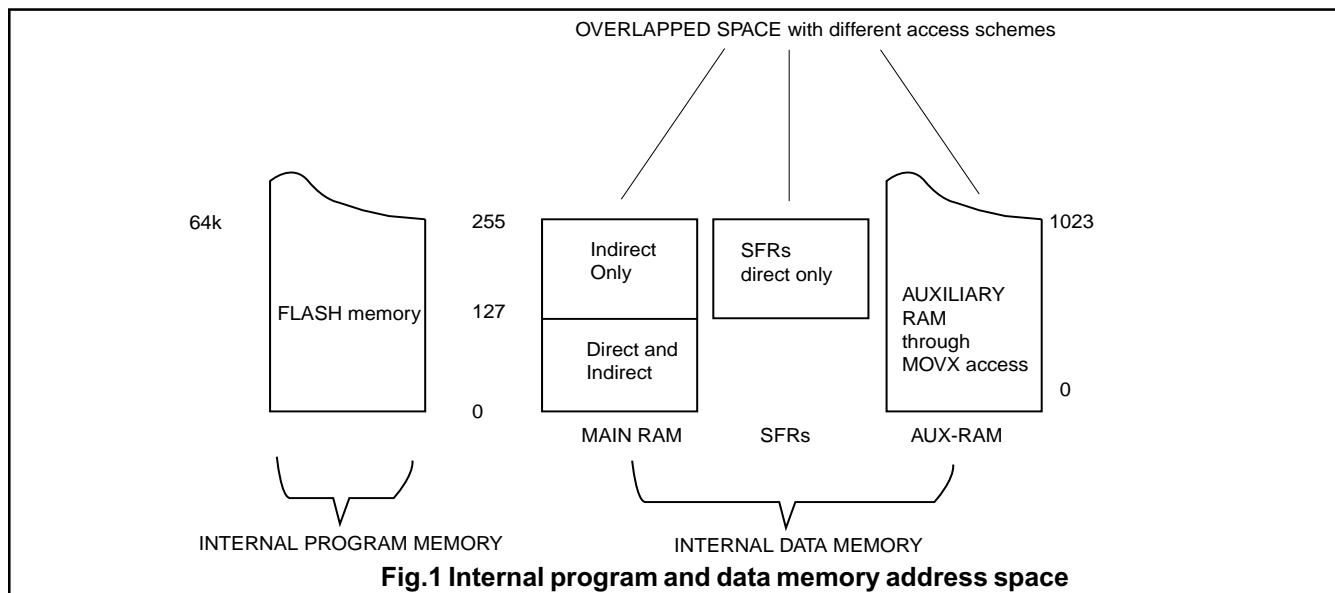 OVERLAPPED SPACE with different access schemes
64k
255
1023
Indirect
Only
SFRs
direct only
FLASH memory
127
AUXILIARY
RAM
through
MOVX access
Direct and
Indirect
0
0
MAIN RAM
SFRs
AUX-RAM
INTERNAL PROGRAM MEMORY
INTERNAL DATA MEMORY
Fig.1 Internal program and data memory address space